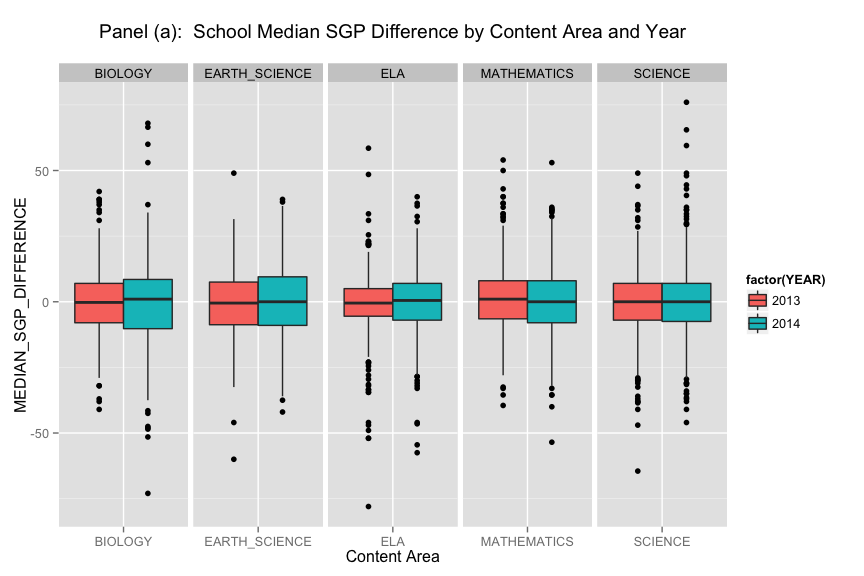 Panel (a):  School Median SGP Difference by Content Area and Year
BIOLOGY EARTH_SCIENCE ELA MATHEMATICS SCIENCE
MEDIAN_SGP_DIFFERENCE
50
0
-50
BIOLOGY EARTH_SCIENCE ELA MATHEMATICS SCIENCE
Content Area
factor(YEAR)
2013
2014